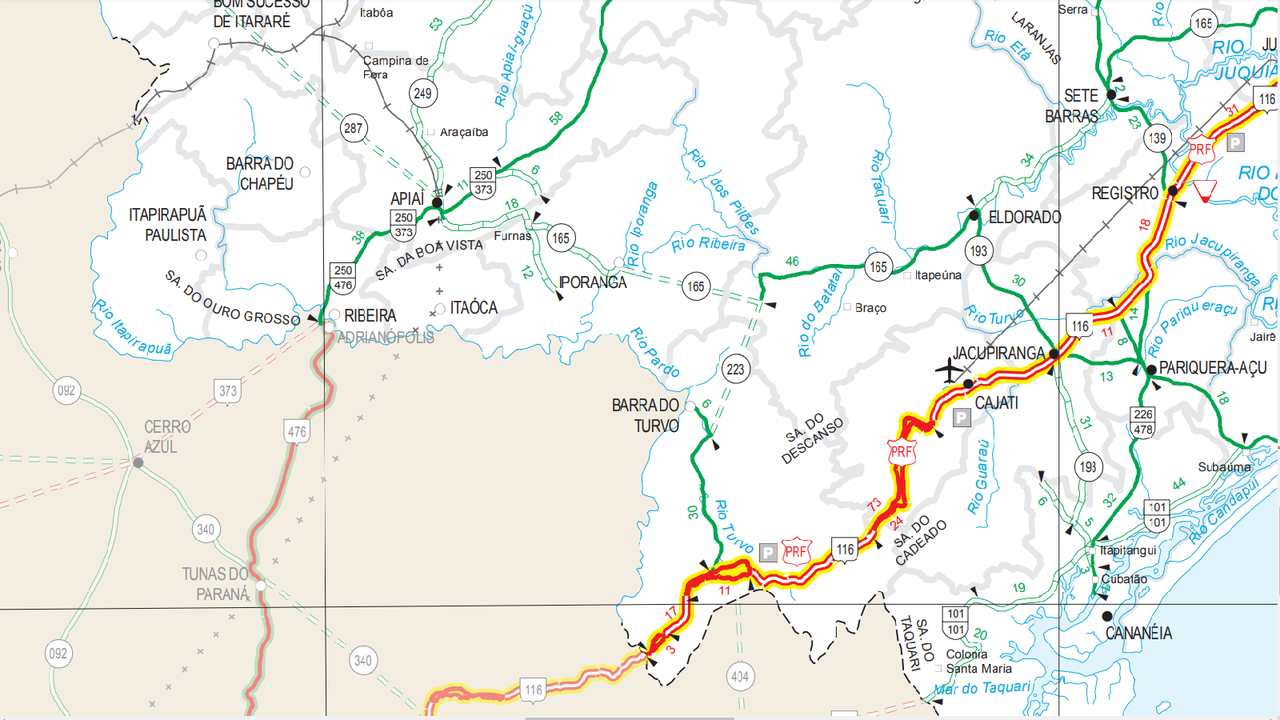 BOM SUCESSO
DE ITARARÉ
Itabôa
53
Campina de
Fora
249
287
Araçaíba
Rio Apiaí-guaçú
58
LARANJAS
Rio Etá
Serra
165
RIO
JUQUIÁ
116
31
PRF
P
SETE
BARRAS
12
23
139
34
REGISTRO
BARRA DO
CHAPÉU
APIAÍ
250
373
11
6
18
250
373
38
ITAPIRAPUÃ
PAULISTA
SA. DA BOA VISTA
Furnas
165
12
IPORANGA
Rio Iporanga
Rio dos Pilões
Rio Ribeira
165
Rio Taquari
46
165
Itapeúna
ELDORADO
193
30
18
Rio Jacupiranga
250
476
SA. DO OURO GROSSO
RIBEIRA
ADRIANÓPOLIS
ITAÓCA
Rio Itapirapuã
Rio Pardo
223
Rio do Batatal
Braço
Rio Turvo
116
11
14
8
Rio Pariqueraçu
Jairê
JACUPIRANGA
13
PARIQUERA-AÇU
CAJATI
P
18
092
373
CERRO
AZUL
476
BARRA DO
TURVO
6
SA. DO
DESCANSO
PRF
31
193
226
478
Subaúma
44
6
5
32
101
101
Rio Candapuí
Rio Guaraú
73
24
SA. DO
CADEADO
30
Rio Turvo
P
PRF
116
Itapitangui
3
Cubatão
340
TUNAS DO
PARANÁ
11
17
3
19
101
101
20
SA. DO
TAQUARI
CANANÉIA
Colonia
Santa Maria
Mar do Taquari
092
340
116
404